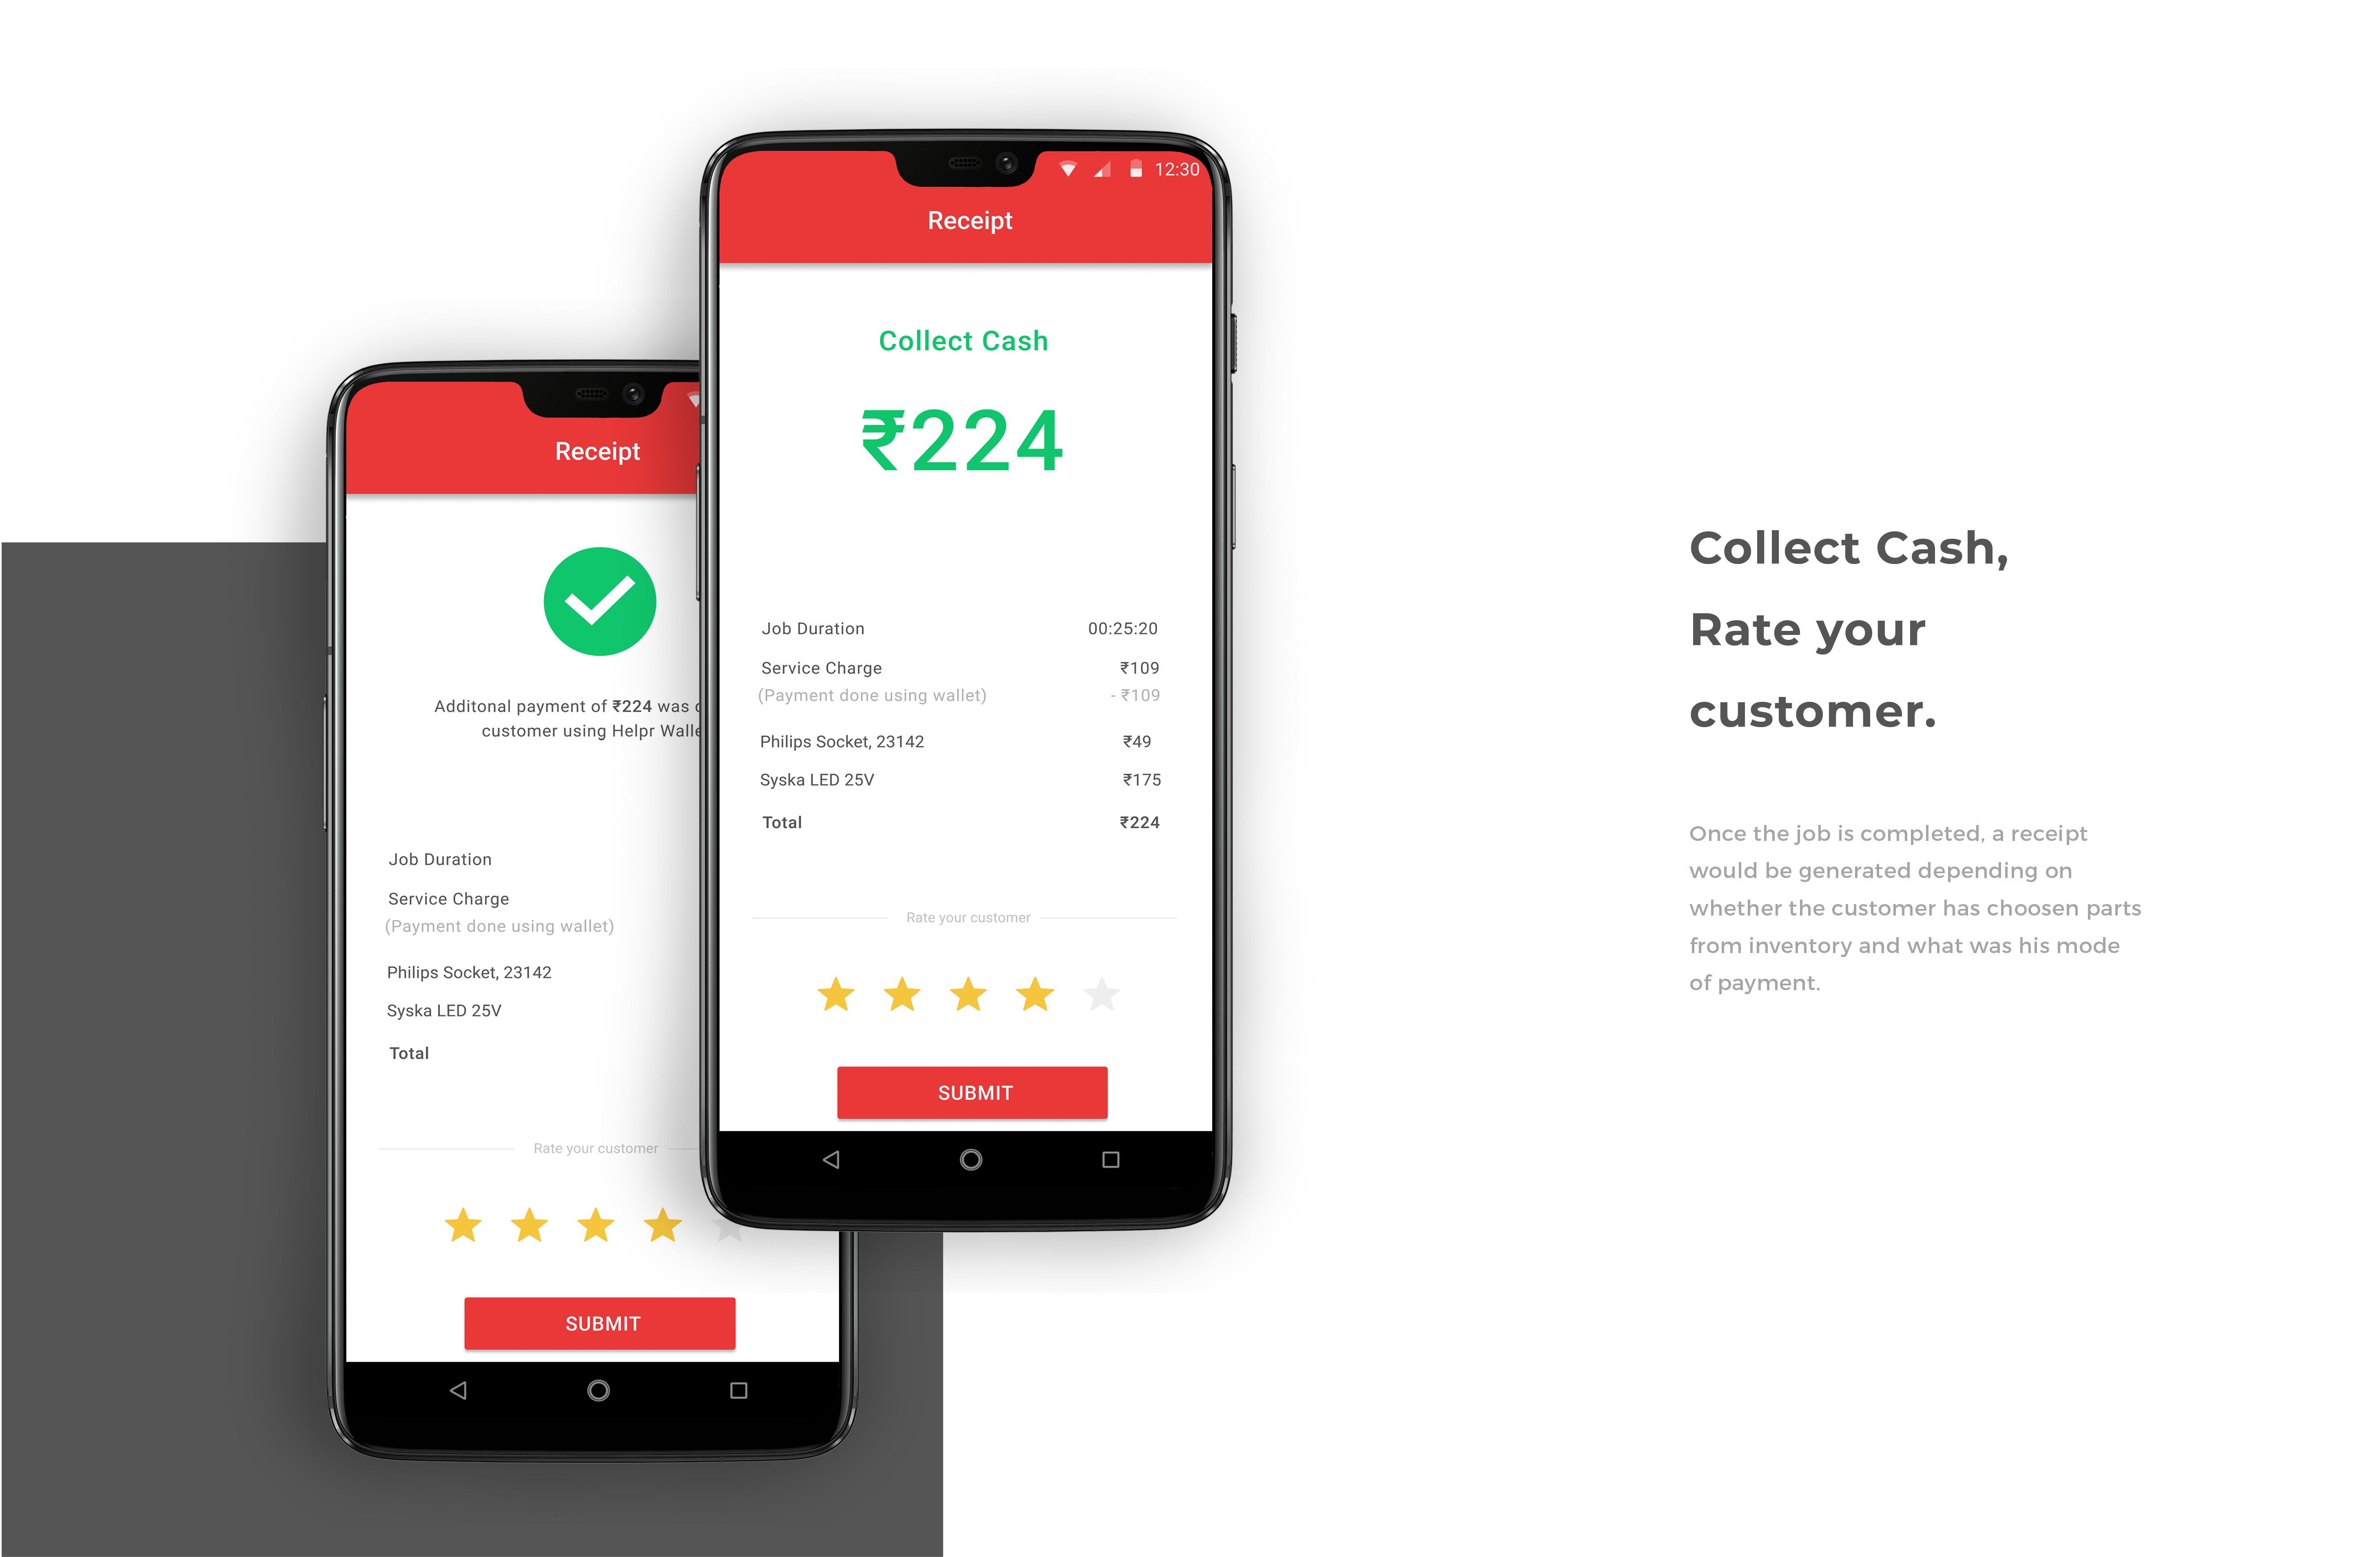 12:30
Receipt
Collect Cash
₹224
Job Duration 00:25:20
Service Charge ₹109
(Payment done using wallet) - ₹109
Philips Socket, 23142 ₹49
Syska LED 25V ₹175
Total ₹224
Rate your customer
SUBMIT
Receipt
Additonal payment of ₹224 was
customer using Helpr
Job Duration
Service Charge
(Payment done using wallet)
Philips Socket, 23142
Syska LED 25V
Total
Rate your customer
SUBMIT
Collect Cash,
Rate your
customer.
Once the job is completed, a receipt
would be generated depending on
whether the customer has choosen parts
from inventory and what was his mode
of payment.